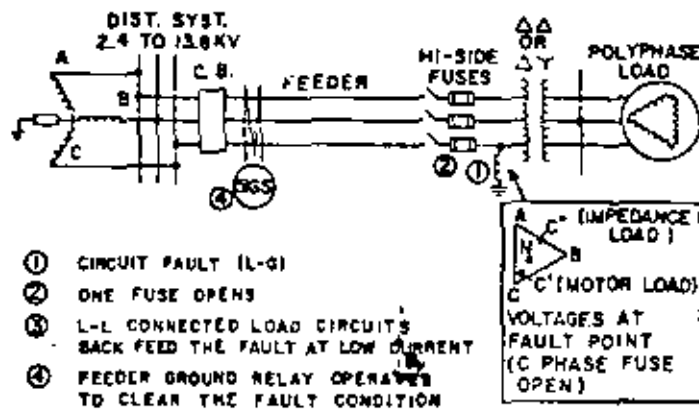 DIST. SYST.
2.4 TO 13.8KV
A
B
C
C. B.
FEEDER
HI-SIDE
FUSES
ΔΔ
OR
ΔY
POLYPHASE
LOAD
②
①
④
① CIRCUIT FAULT (L-G)
② ONE FUSE OPENS
③ L-L CONNECTED LOAD CIRCUITS
BACK FEED THE FAULT AT LOW CURRENT
④ FEEDER GROUND RELAY OPERATES
TO CLEAR THE FAULT CONDITION
A
C" (IMPEDANCE
LOAD)
N
B
C
C' (MOTOR LOAD)
VOLTAGES AT
FAULT POINT
(C PHASE FUSE
OPEN)